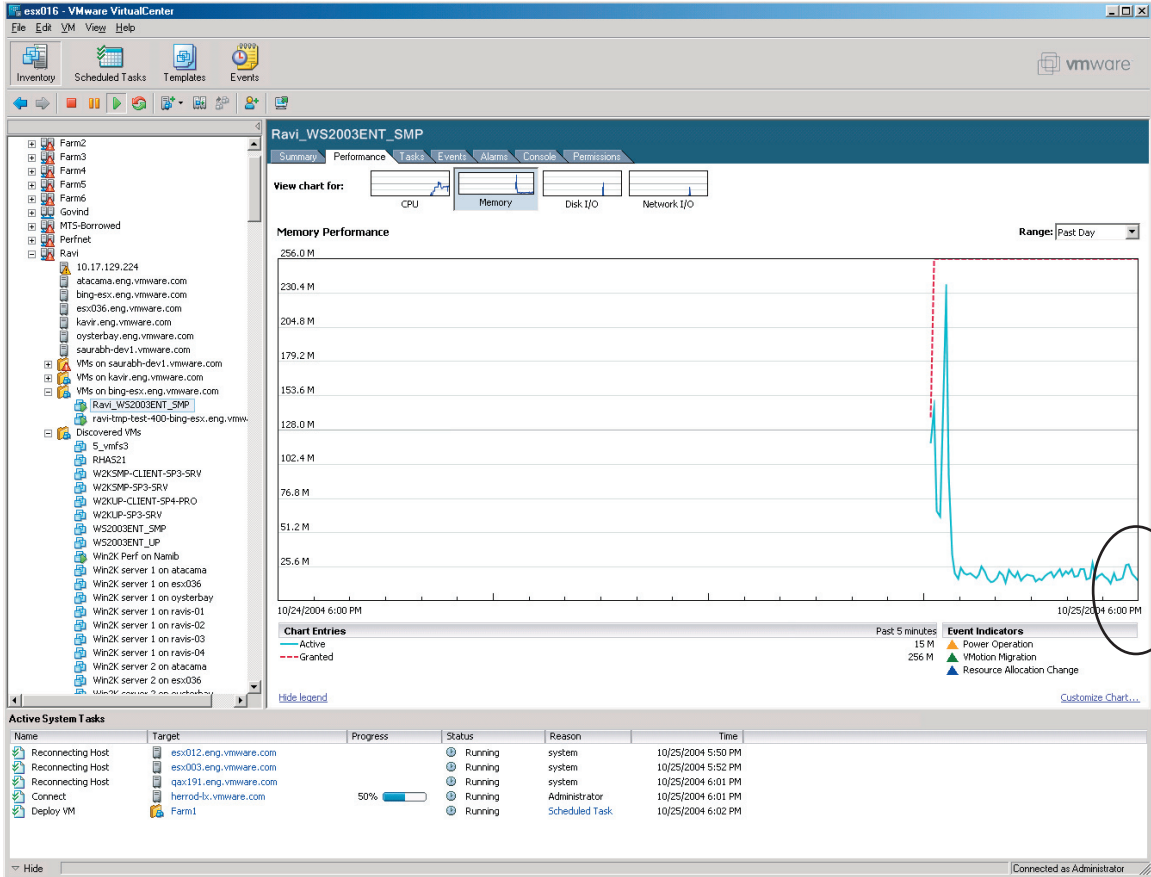 esx016 - VMware VirtualCenter
File Edit VM View Help
Inventory Scheduled Tasks Templates Events
vmware
Farm2
Farm3
Farm4
Farm5
Farm6
Govind
MTS-Borrowed
Perfnet
Ravi
10.17.129.224
atacama.eng.vmware.com
bing-esx.eng.vmware.com
esx036.eng.vmware.com
kavir.eng.vmware.com
oysterbay.eng.vmware.com
saurabh-dev1.vmware.com
VMs on saurabh-dev1.vmware.com
VMs on kavir.eng.vmware.com
VMs on bing-esx.eng.vmware.com
Ravi_WS2003ENT_SMP
ravi-tmp-test-400-bing-esx.eng.vmw
Discovered VMs
5_vmfs3
RHAS21
W2KSMP-CLIENT-SP3-SRV
W2KSMP-SP3-SRV
W2KUP-CLIENT-SP4-PRO
W2KUP-SP3-SRV
WS2003ENT_SMP
WS2003ENT_UP
Win2K Perf on Namib
Win2K server 1 on atacama
Win2K server 1 on esx036
Win2K server 1 on oysterbay
Win2K server 1 on ravis-01
Win2K server 1 on ravis-02
Win2K server 1 on ravis-03
Win2K server 1 on ravis-04
Win2K server 2 on atacama
Win2K server 2 on esx036
Win2K server 2 on oysterbay
Ravi_WS2003ENT_SMP
Summary Performance Tasks Events Alarms Console Permissions
View chart for:
CPU Memory Disk I/O Network I/O
Memory Performance Range: Past Day
256.0 M
230.4 M
204.8 M
179.2 M
153.6 M
128.0 M
102.4 M
76.8 M
51.2 M
25.6 M
10/24/2004 6:00 PM 10/25/2004 6:00 PM
Chart Entries Past 5 minutes Event Indicators
Active 15 M Power Operation
Granted 256 M VMotion Migration
Resource Allocation Change
Hide legend Customize Chart...
Active System Tasks
Name Target Progress Status Reason Time
Reconnecting Host esx012.eng.vmware.com Running system 10/25/2004 5:50 PM
Reconnecting Host esx003.eng.vmware.com Running system 10/25/2004 5:52 PM
Reconnecting Host qax191.eng.vmware.com Running system 10/25/2004 6:01 PM
Connect herrod-lx.vmware.com 50% Running Administrator 10/25/2004 6:01 PM
Deploy VM Farm1 Running Scheduled Task 10/25/2004 6:02 PM
Hide Connected as Administrator